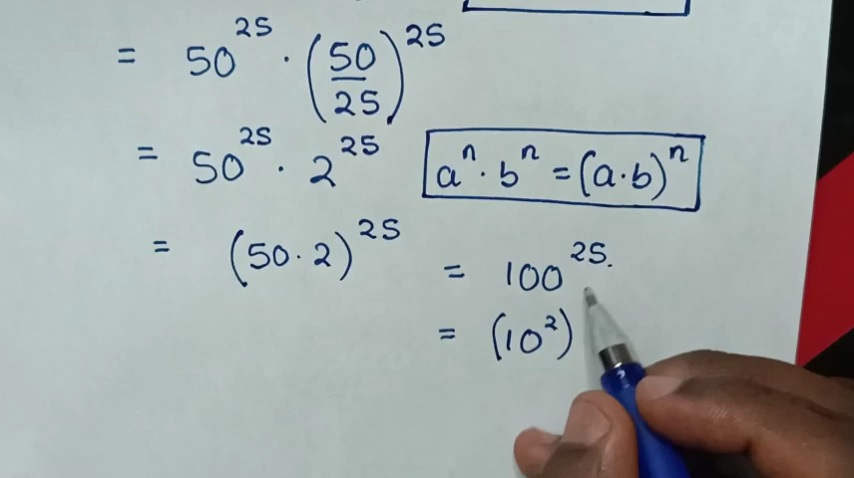 = 50^25 · (50/25)^25
= 50^25 · 2^25
a^n · b^n = (a·b)^n
= (50·2)^25
= 100^25.
= (10^2)